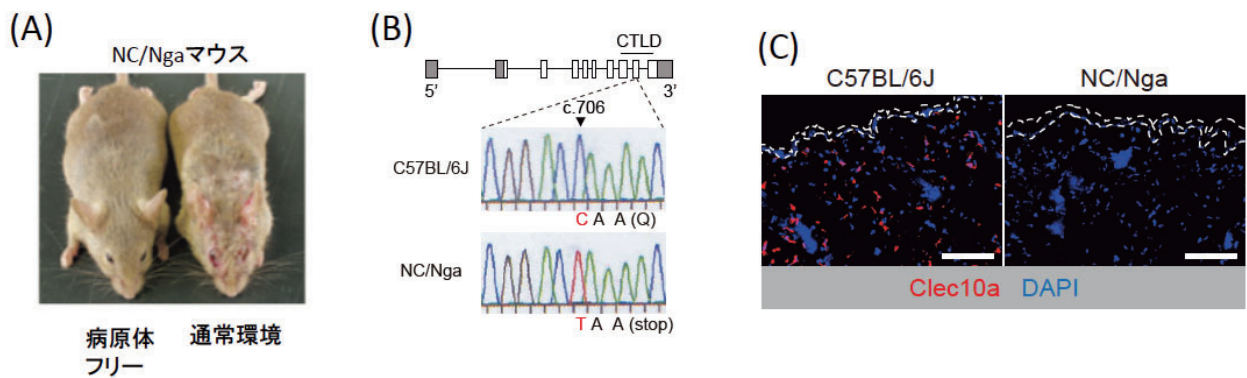 (A)
NC/Ngaマウス
病原体
フリー
通常環境
(B)
CTLD
5'
3'
c.706
C57BL/6J
C A A (Q)
NC/Nga
T A A (stop)
(C)
C57BL/6J
NC/Nga
Clec10a DAPI